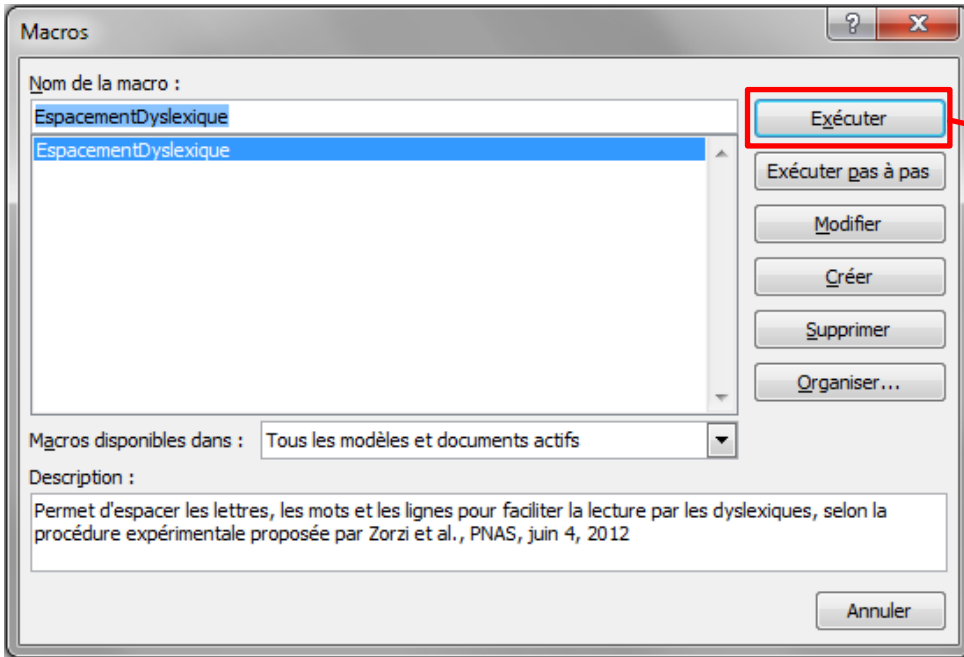 Macros
?
X
Nom de la macro :
EspacementDyslexique
EspacementDyslexique
Exécuter
Exécuter pas à pas
Modifier
Créer
Supprimer
Organiser...
Macros disponibles dans :
Tous les modèles et documents actifs
Description :
Permet d'espacer les lettres, les mots et les lignes pour faciliter la lecture par les dyslexiques, selon la
procédure expérimentale proposée par Zorzi et al., PNAS, juin 4, 2012
Annuler